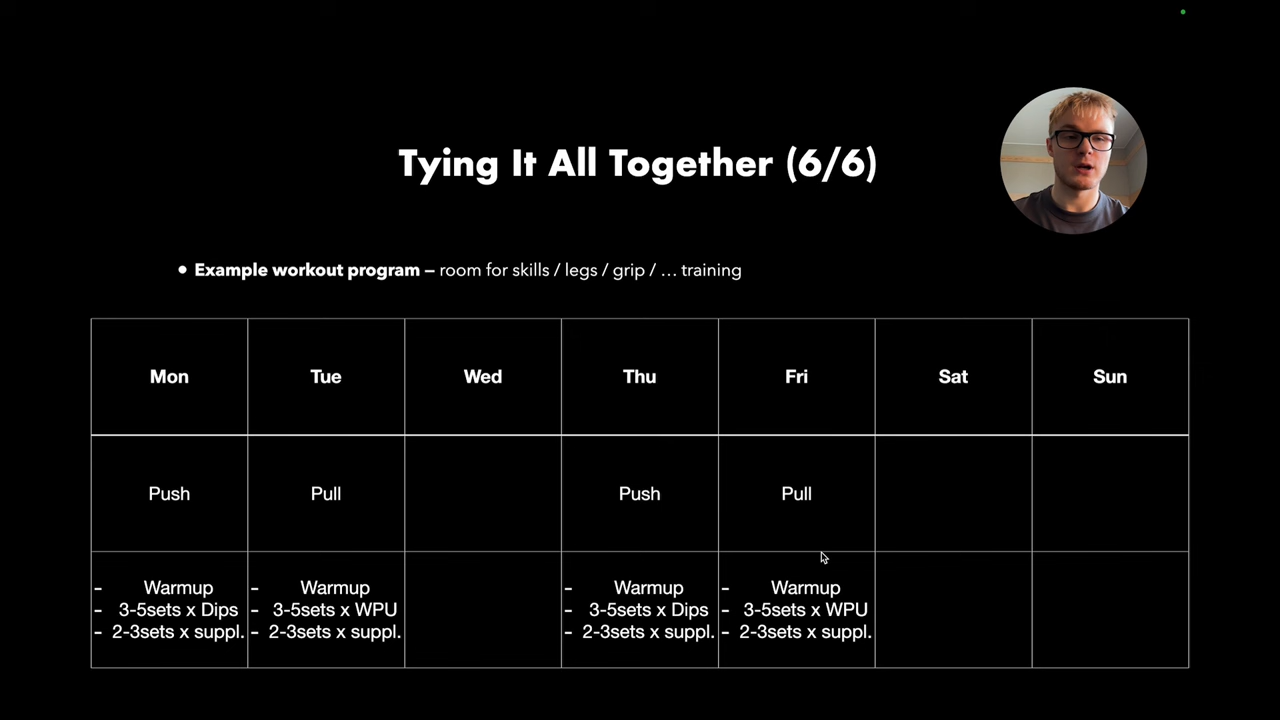 Tying It All Together (6/6)
• Example workout program – room for skills / legs / grip / … training
Mon Tue Wed Thu Fri Sat Sun
Push Pull Push Pull
- Warmup - Warmup - Warmup - Warmup
- 3-5sets x Dips - 3-5sets x WPU - 3-5sets x Dips - 3-5sets x WPU
- 2-3sets x suppl. - 2-3sets x suppl. - 2-3sets x suppl. - 2-3sets x suppl.